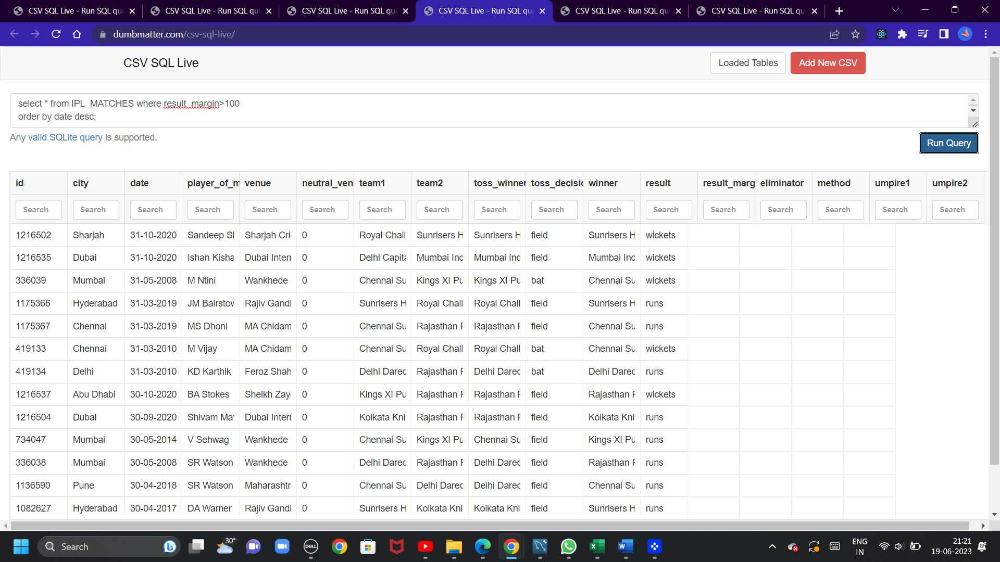 CSV SQL Live - Run SQL qu CSV SQL Live - Run SQL qu CSV SQL Live - Run SQL qu CSV SQL Live - Run SQL qu CSV SQL Live - Run SQL qu CSV SQL Live - Run SQL qu
dumbmatter.com/csv-sql-live/
CSV SQL Live Loaded Tables Add New CSV
select * from IPL_MATCHES where result_margin>100
order by date desc;
Any valid SQLite query is supported.
Run Query
id city date player_of_m venue neutral_ven team1 team2 toss_winner toss_decisic winner result result_marg eliminator method umpire1 umpire2
Search Search Search Search Search Search Search Search Search Search Search Search Search Search Search Search Search
1216502 Sharjah 31-10-2020 Sandeep Sl Sharjah Cri 0 Royal Chall Sunrisers H Sunrisers H field Sunrisers H wickets
1216535 Dubai 31-10-2020 Ishan Kisha Dubai Interr 0 Delhi Capita Mumbai Ind Mumbai Ind field Mumbai Ind wickets
336039 Mumbai 31-05-2008 M Ntini Wankhede 0 Chennai Su Kings XI Pu Kings XI Pu bat Chennai Su wickets
1175366 Hyderabad 31-03-2019 JM Bairstov Rajiv Gandl 0 Sunrisers H Royal Chall Royal Chall field Sunrisers H runs
1175367 Chennai 31-03-2019 MS Dhoni MA Chidam 0 Chennai Su Rajasthan F Rajasthan F field Chennai Su runs
419133 Chennai 31-03-2010 M Vijay MA Chidam 0 Chennai Su Royal Chall Royal Chall bat Chennai Su wickets
419134 Delhi 31-03-2010 KD Karthik Feroz Shah 0 Delhi Darec Rajasthan F Delhi Darec bat Delhi Darec runs
1216537 Abu Dhabi 30-10-2020 BA Stokes Sheikh Zay 0 Kings XI Pu Rajasthan F Rajasthan F field Rajasthan F wickets
1216504 Dubai 30-09-2020 Shivam Ma Dubai Interr 0 Kolkata Kni Rajasthan F Rajasthan F field Kolkata Kni runs
734047 Mumbai 30-05-2014 V Sehwag Wankhede 0 Chennai Su Kings XI Pu Chennai Su field Kings XI Pu runs
336038 Mumbai 30-05-2008 SR Watson Wankhede 0 Delhi Darec Rajasthan F Delhi Darec field Rajasthan F runs
1136590 Pune 30-04-2018 SR Watson Maharashtr 0 Chennai Su Delhi Darec Delhi Darec field Chennai Su runs
1082627 Hyderabad 30-04-2017 DA Warner Rajiv Gandl 0 Sunrisers H Kolkata Kni Kolkata Kni field Sunrisers H runs
Search 30° DELL ENG 21:21
IN 19-06-2023